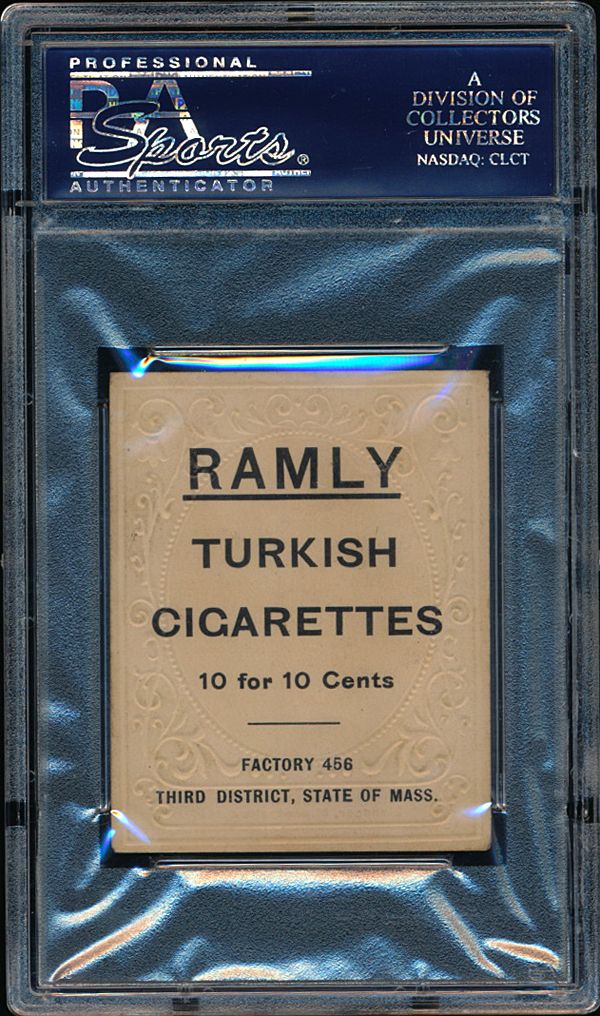 PROFESSIONAL
PSA
Sports®
AUTHENTICATOR
A
DIVISION OF
COLLECTORS
UNIVERSE
NASDAQ: CLCT
RAMLY
TURKISH
CIGARETTES
10 for 10 Cents
FACTORY 456
THIRD DISTRICT, STATE OF MASS.